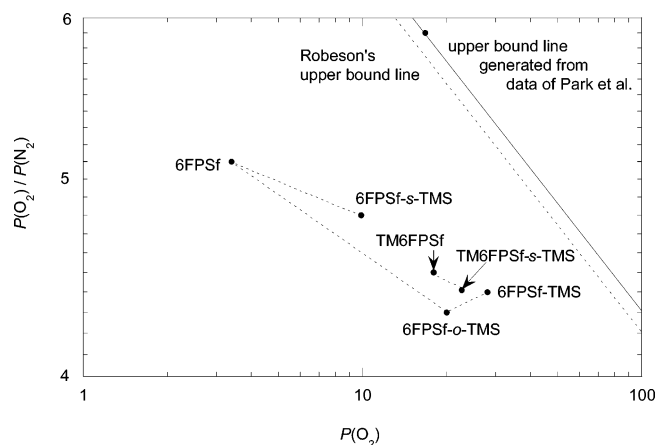 6
5
4
P(O₂) / P(N₂)
Robeson's
upper bound line
upper bound line
generated from
data of Park et al.
6FPSf
6FPSf-s-TMS
TM6FPSf
TM6FPSf-s-TMS
6FPSf-TMS
6FPSf-o-TMS
1
10
100
P(O₂)